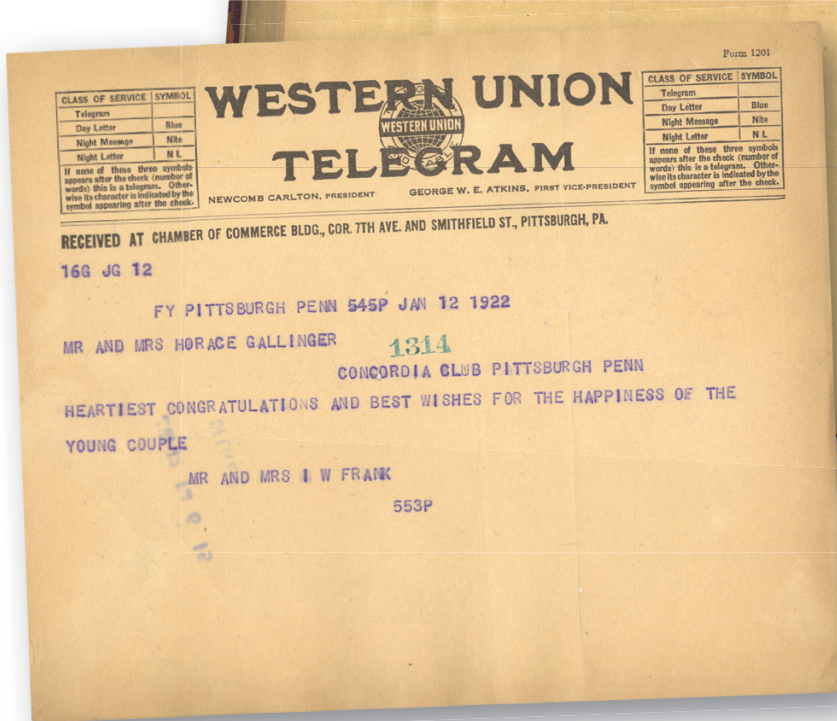 Form 1201
CLASS OF SERVICE SYMBOL
Telegram
Day Letter Blue
Night Message Nite
Night Letter N L
If none of these three symbols
appears after the check (number of
words) this is a telegram. Other-
wise its character is indicated by the
symbol appearing after the check.
WESTERN UNION
WESTERN UNION
TELEGRAM
NEWCOMB CARLTON, PRESIDENT GEORGE W. E. ATKINS, FIRST VICE-PRESIDENT
CLASS OF SERVICE SYMBOL
Telegram
Day Letter Blue
Night Message Nite
Night Letter N L
If none of these three symbols
appears after the check (number of
words) this is a telegram. Other-
wise its character is indicated by the
symbol appearing after the check.
RECEIVED AT CHAMBER OF COMMERCE BLDG., COR. 7TH AVE. AND SMITHFIELD ST., PITTSBURGH, PA.
16G JG 12
FY PITTSBURGH PENN 545P JAN 12 1922
MR AND MRS HORACE GALLINGER
1314
CONCORDIA CLUB PITTSBURGH PENN
HEARTIEST CONGRATULATIONS AND BEST WISHES FOR THE HAPPINESS OF THE
YOUNG COUPLE
MR AND MRS I W FRANK
553P